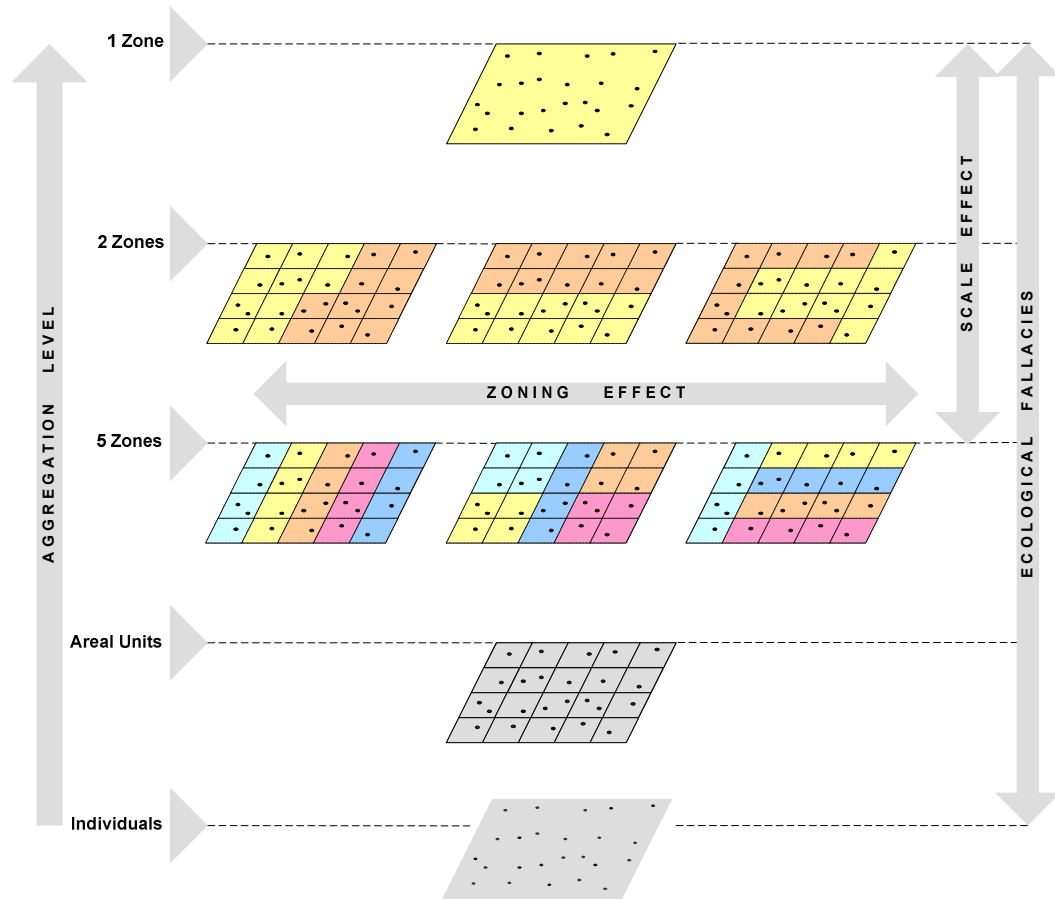 1 Zone
2 Zones
ZONING EFFECT
5 Zones
Areal Units
Individuals
AGGREGATION LEVEL
SCALE EFFECT
ECOLOGICAL FALLACIES